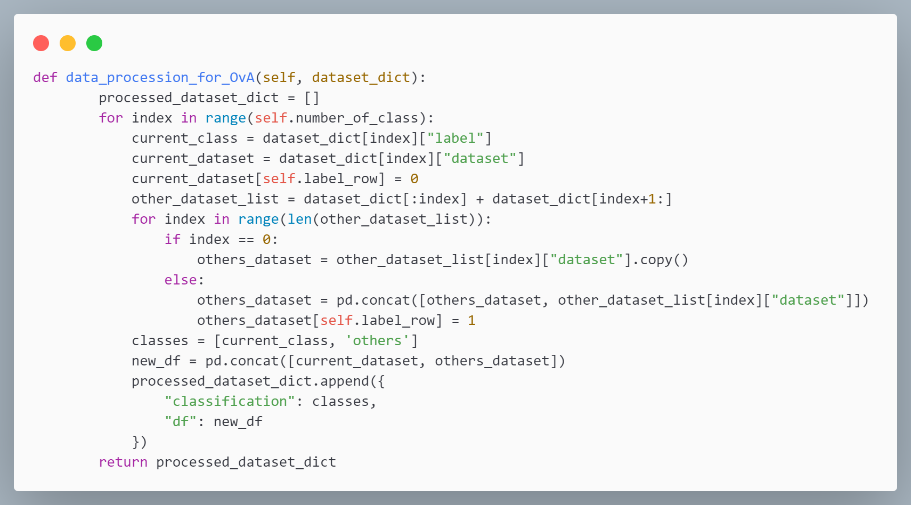 def data_procession_for_OvA(self, dataset_dict):
        processed_dataset_dict = []
        for index in range(self.number_of_class):
            current_class = dataset_dict[index]["label"]
            current_dataset = dataset_dict[index]["dataset"]
            current_dataset[self.label_row] = 0
            other_dataset_list = dataset_dict[:index] + dataset_dict[index+1:]
            for index in range(len(other_dataset_list)):
                if index == 0:
                    others_dataset = other_dataset_list[index]["dataset"].copy()
                else:
                    others_dataset = pd.concat([others_dataset, other_dataset_list[index]["dataset"]])
                    others_dataset[self.label_row] = 1
            classes = [current_class, 'others']
            new_df = pd.concat([current_dataset, others_dataset])
            processed_dataset_dict.append({
                "classification": classes,
                "df": new_df
            })
        return processed_dataset_dict